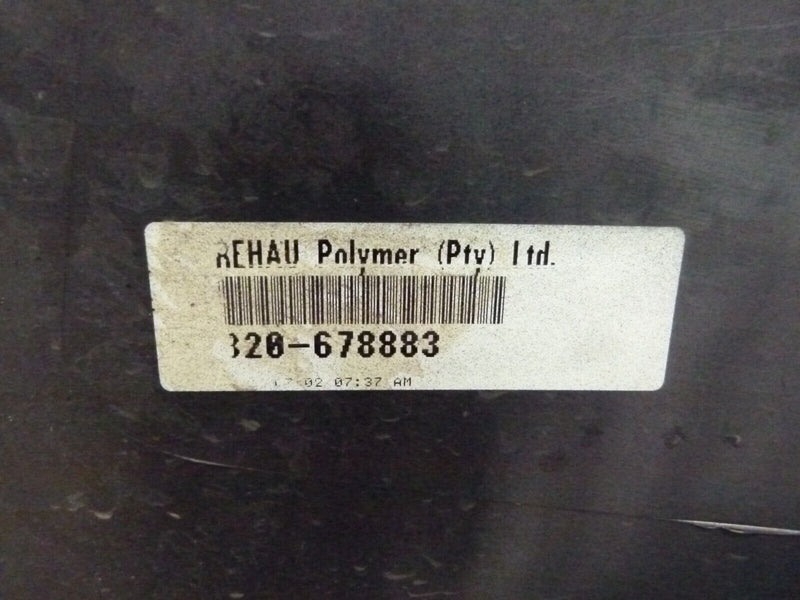 REHAU Polymer (Pty) Ltd.
320-678883
07:37 AM